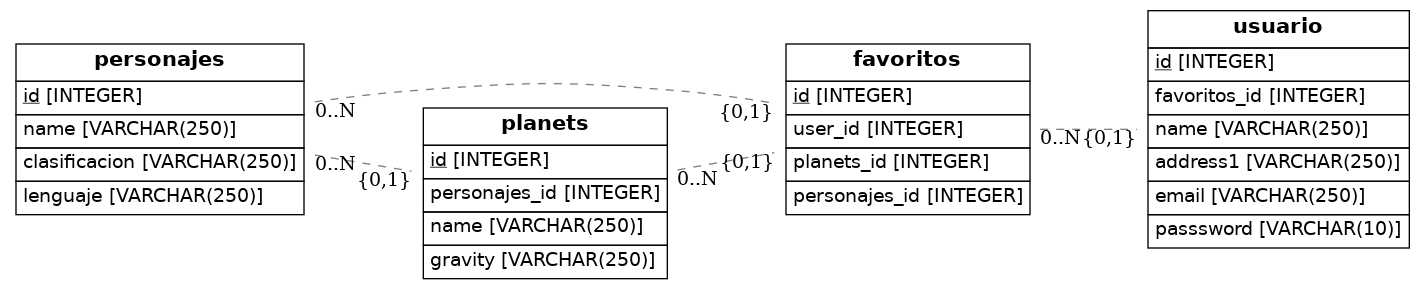 personajes
id [INTEGER]
name [VARCHAR(250)]
clasificacion [VARCHAR(250)]
lenguaje [VARCHAR(250)]
0..N
{0,1}
0..N
{0,1}
planets
id [INTEGER]
personajes_id [INTEGER]
name [VARCHAR(250)]
gravity [VARCHAR(250)]
0..N
{0,1}
favoritos
id [INTEGER]
user_id [INTEGER]
planets_id [INTEGER]
personajes_id [INTEGER]
0..N
{0,1}
usuario
id [INTEGER]
favoritos_id [INTEGER]
name [VARCHAR(250)]
address1 [VARCHAR(250)]
email [VARCHAR(250)]
passsword [VARCHAR(10)]